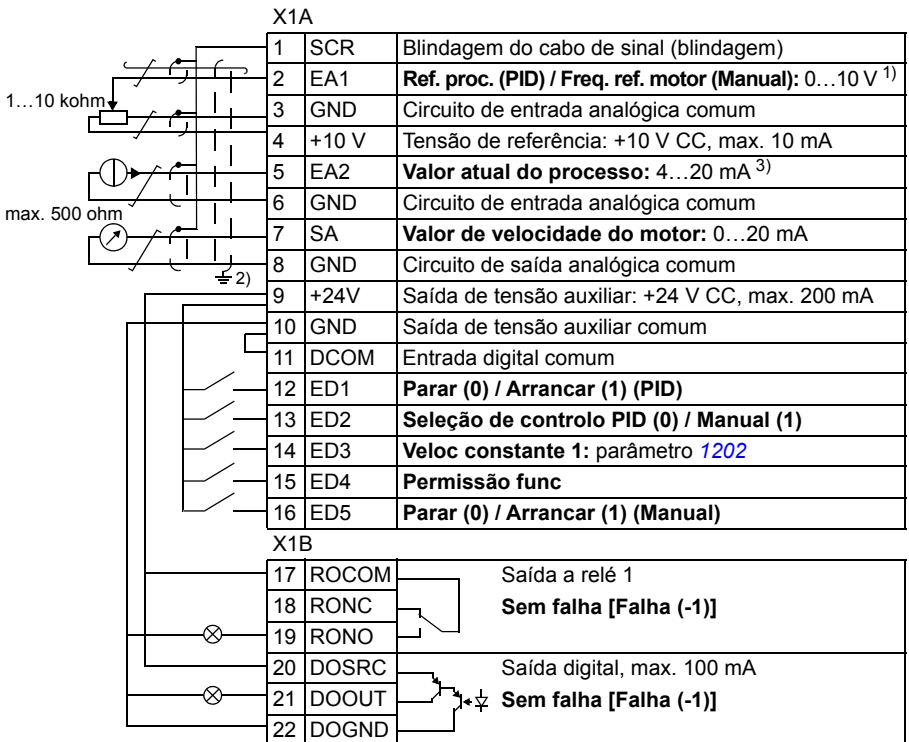 X1A
1 SCR Blindagem do cabo de sinal (blindagem)
2 EA1 Ref. proc. (PID) / Freq. ref. motor (Manual): 0…10 V 1)
1…10 kohm
3 GND Circuito de entrada analógica comum
4 +10 V Tensão de referência: +10 V CC, max. 10 mA
5 EA2 Valor atual do processo: 4…20 mA 3)
6 GND Circuito de entrada analógica comum
max. 500 ohm
7 SA Valor de velocidade do motor: 0…20 mA
8 GND Circuito de saída analógica comum
2)
9 +24V Saída de tensão auxiliar: +24 V CC, max. 200 mA
10 GND Saída de tensão auxiliar comum
11 DCOM Entrada digital comum
12 ED1 Parar (0) / Arrancar (1) (PID)
13 ED2 Seleção de controlo PID (0) / Manual (1)
14 ED3 Veloc constante 1: parâmetro 1202
15 ED4 Permissão func
16 ED5 Parar (0) / Arrancar (1) (Manual)
X1B
17 ROCOM Saída a relé 1
18 RONC Sem falha [Falha (-1)]
19 RONO
20 DOSRC Saída digital, max. 100 mA
21 DOOUT Sem falha [Falha (-1)]
22 DOGND